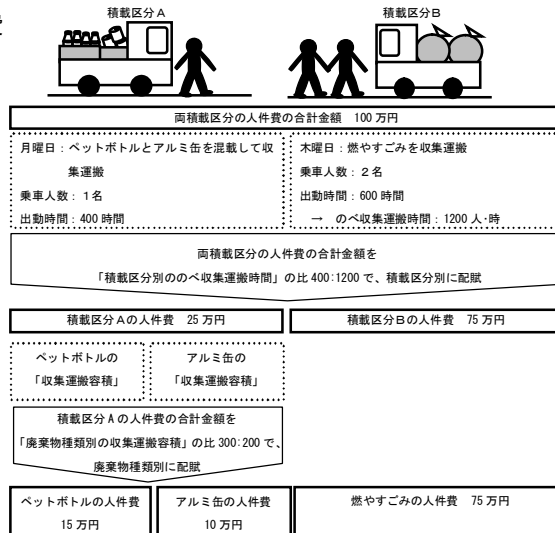 積載区分A
積載区分B
両積載区分の人件費の合計金額 100 万円
月曜日：ペットボトルとアルミ缶を混載して収
集運搬
乗車人数：１名
出動時間：400 時間
木曜日：燃やすごみを収集運搬
乗車人数：２名
出動時間：600 時間
→ のべ収集運搬時間：1200 人･時
両積載区分の人件費の合計金額を
「積載区分別ののべ収集運搬時間」の比 400:1200 で、積載区分別に配賦
積載区分Ａの人件費 25 万円
積載区分Ｂの人件費 75 万円
ペットボトルの
「収集運搬容積」
アルミ缶の
「収集運搬容積」
積載区分Ａの人件費の合計金額を
「廃棄物種類別の収集運搬容積」の比 300:200 で、
廃棄物種類別に配賦
ペットボトルの人件費
15 万円
アルミ缶の人件費
10 万円
燃やすごみの人件費 75 万円